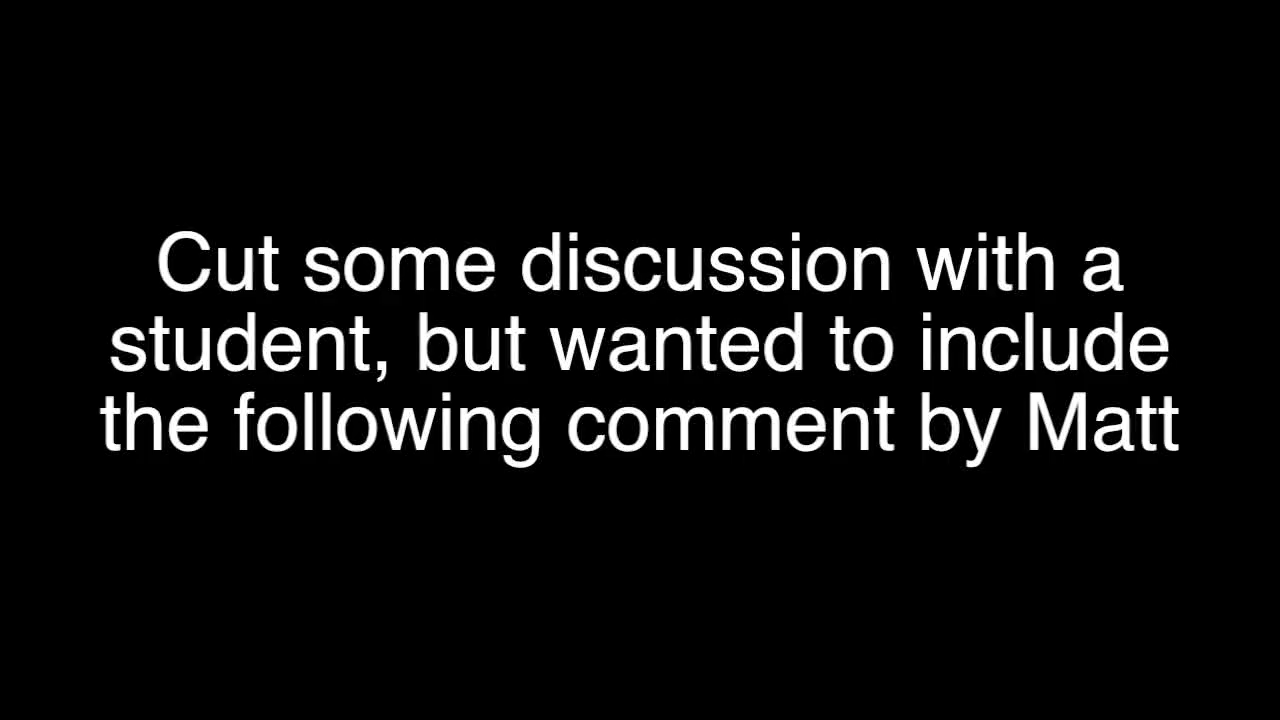 Cut some discussion with a
student, but wanted to include
the following comment by Matt